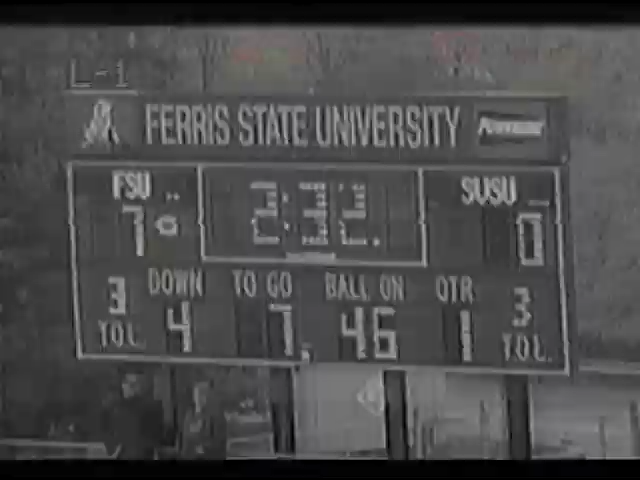 L-1
FERRIS STATE UNIVERSITY
FSU SUSU
7 2:32 0
DOWN TO GO BALL ON QTR
3 4 7 46 1 3
TOL TOL